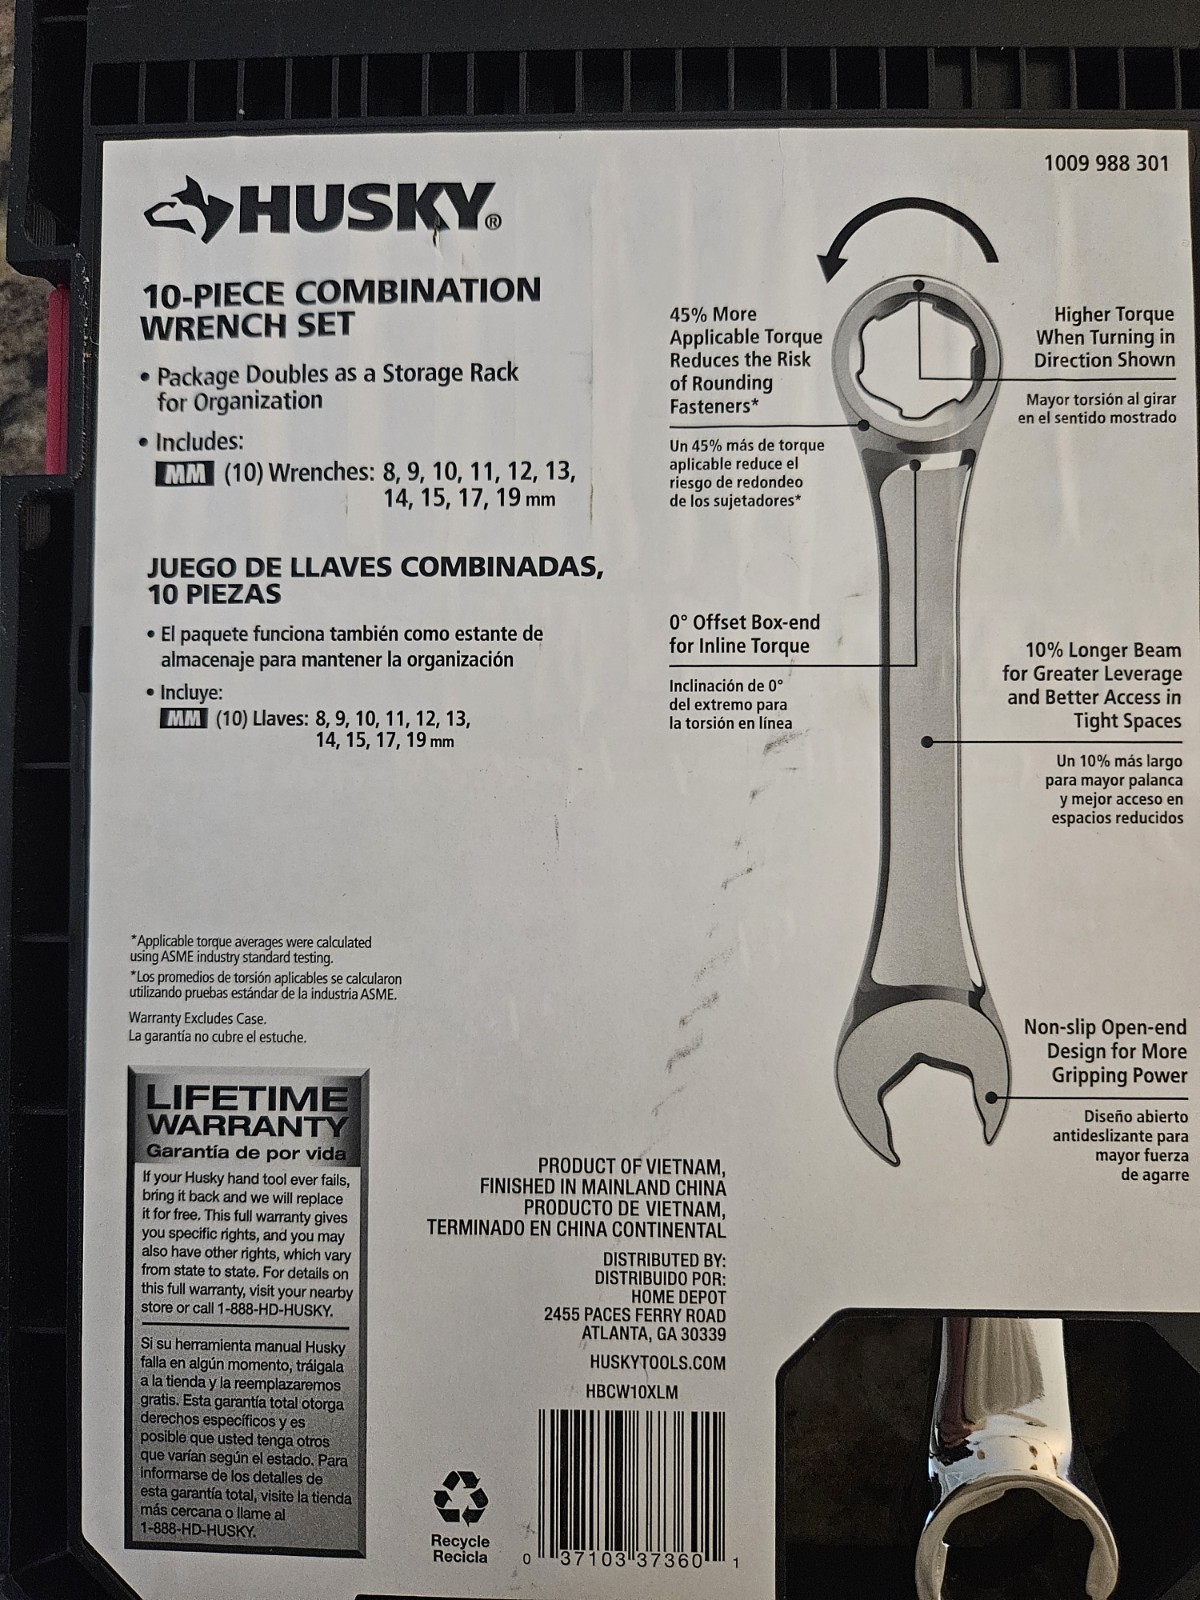 1009 988 301
HUSKY®
10-PIECE COMBINATION
WRENCH SET
• Package Doubles as a Storage Rack
for Organization
• Includes:
MM (10) Wrenches: 8, 9, 10, 11, 12, 13,
14, 15, 17, 19 mm
JUEGO DE LLAVES COMBINADAS,
10 PIEZAS
• El paquete funciona también como estante de
almacenaje para mantener la organización
• Incluye:
MM (10) Llaves: 8, 9, 10, 11, 12, 13,
14, 15, 17, 19 mm
45% More
Applicable Torque
Reduces the Risk
of Rounding
Fasteners*
Un 45% más de torque
aplicable reduce el
riesgo de redondeo
de los sujetadores*
Higher Torque
When Turning in
Direction Shown
Mayor torsión al girar
en el sentido mostrado
0° Offset Box-end
for Inline Torque
Inclinación de 0°
del extremo para
la torsión en línea
10% Longer Beam
for Greater Leverage
and Better Access in
Tight Spaces
Un 10% más largo
para mayor palanca
y mejor acceso en
espacios reducidos
Non-slip Open-end
Design for More
Gripping Power
Diseño abierto
antideslizante para
mayor fuerza
de agarre
*Applicable torque averages were calculated
using ASME industry standard testing.
*Los promedios de torsión aplicables se calcularon
utilizando pruebas estándar de la industria ASME.
Warranty Excludes Case.
La garantía no cubre el estuche.
LIFETIME
WARRANTY
Garantía de por vida
If your Husky hand tool ever fails,
bring it back and we will replace
it for free. This full warranty gives
you specific rights, and you may
also have other rights, which vary
from state to state. For details on
this full warranty, visit your nearby
store or call 1-888-HD-HUSKY.
Si su herramienta manual Husky
falla en algún momento, tráigala
a la tienda y la reemplazaremos
gratis. Esta garantía total otorga
derechos específicos y es
posible que usted tenga otros
que varían según el estado. Para
informarse de los detalles de
esta garantía total, visite la tienda
más cercana o llame al
1-888-HD-HUSKY.
PRODUCT OF VIETNAM,
FINISHED IN MAINLAND CHINA
PRODUCTO DE VIETNAM,
TERMINADO EN CHINA CONTINENTAL
DISTRIBUTED BY:
DISTRIBUIDO POR:
HOME DEPOT
2455 PACES FERRY ROAD
ATLANTA, GA 30339
HUSKYTOOLS.COM
HBCW10XLM
Recycle
Recicla
0 37103 37360 1